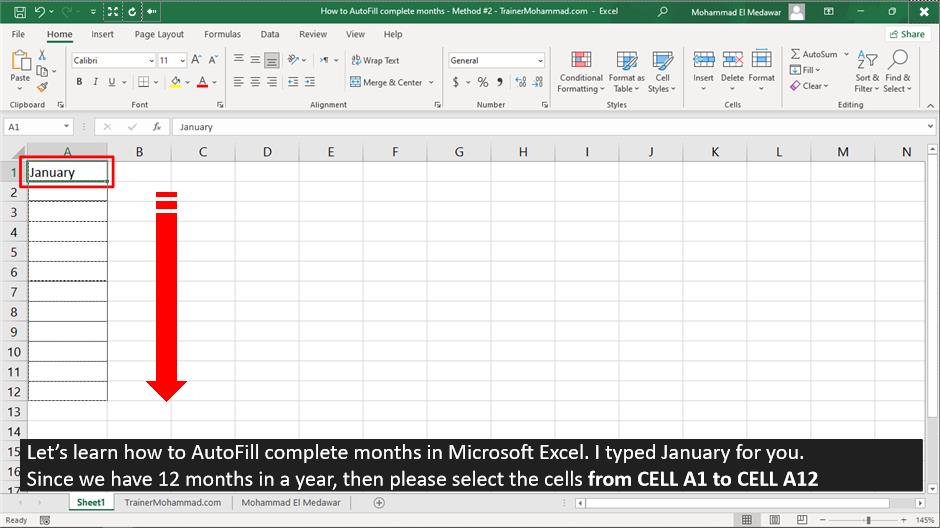 How to AutoFill complete months - Method #2 - TrainerMohammad.com - Excel
Mohammad El Medawar
File Home Insert Page Layout Formulas Data Review View Help
Share
Paste
Clipboard
Calibri 11 A A
B I U A
Font
ab Wrap Text
Merge & Center
Alignment
General
$ % ,
Number
Conditional Formatting
Format as Table
Cell Styles
Styles
Insert Delete Format
Cells
AutoSum
Fill
Clear
Sort & Filter
Find & Select
Editing
A1 fx January
A B C D E F G H I J K L M N
1 January
2
3
4
5
6
7
8
9
10
11
12
13
14
15
16
17
Let's learn how to AutoFill complete months in Microsoft Excel. I typed January for you.
Since we have 12 months in a year, then please select the cells from CELL A1 to CELL A12
Sheet1 TrainerMohammad.com Mohammad El Medawar
Ready 145%